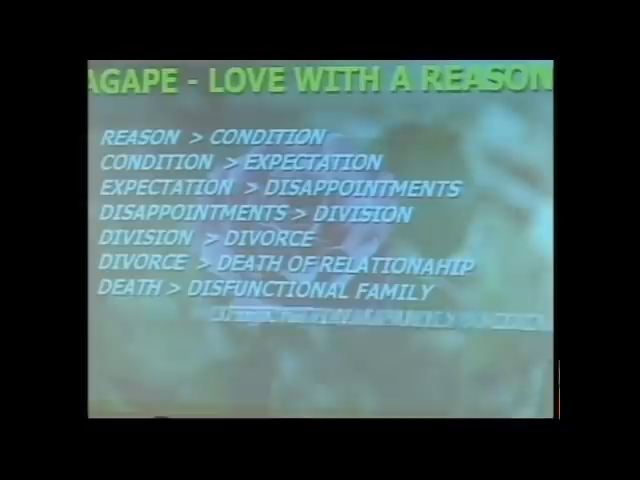 AGAPE - LOVE WITH A REASON
REASON > CONDITION
CONDITION > EXPECTATION
EXPECTATION > DISAPPOINTMENTS
DISAPPOINTMENTS > DIVISION
DIVISION > DIVORCE
DIVORCE > DEATH OF RELATIONAHIP
DEATH > DISFUNCTIONAL FAMILY